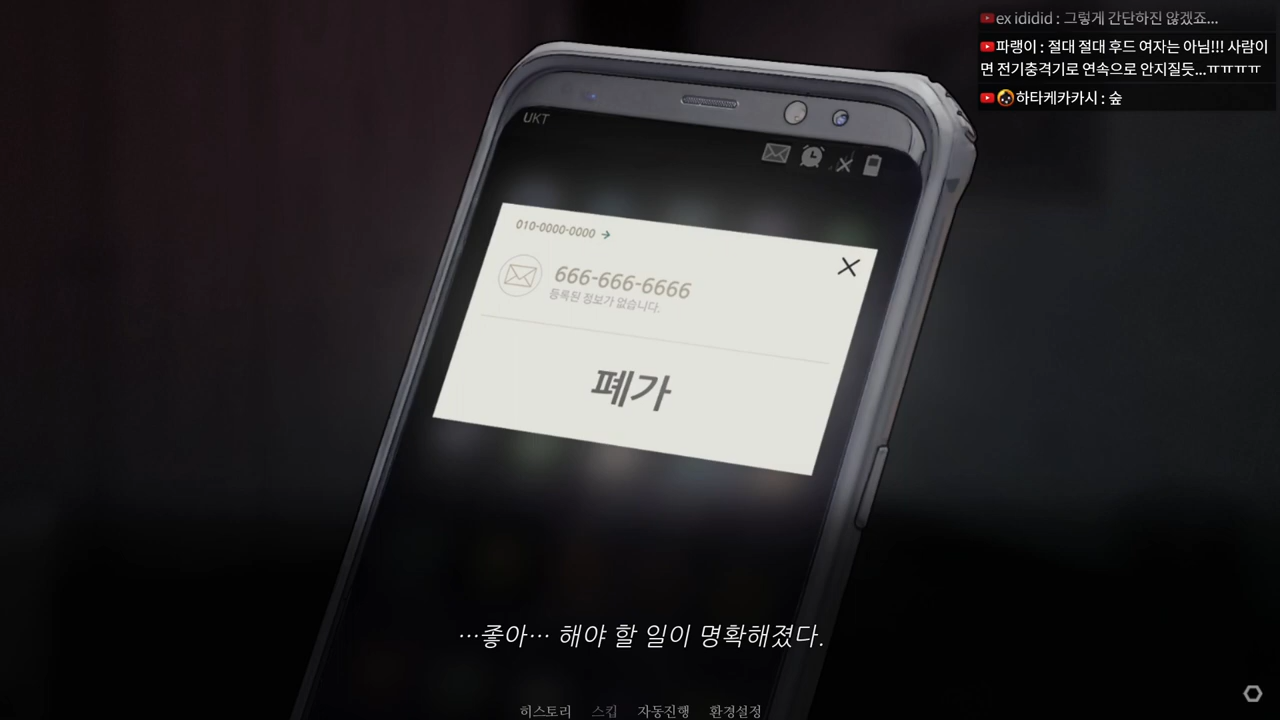 ex ididid : 그렇게 간단하진 않겠죠...
파랭이 : 절대 절대 후드 여자는 아님!!! 사람이
면 전기충격기로 연속으로 안지질듯...ㅠㅠㅠㅠ
하타케카카시 : 숲
UKT
010-0000-0000 →
666-666-6666
등록된 정보가 없습니다.
폐가
…좋아… 해야 할 일이 명확해졌다.
히스토리 스킵 자동진행 환경설정